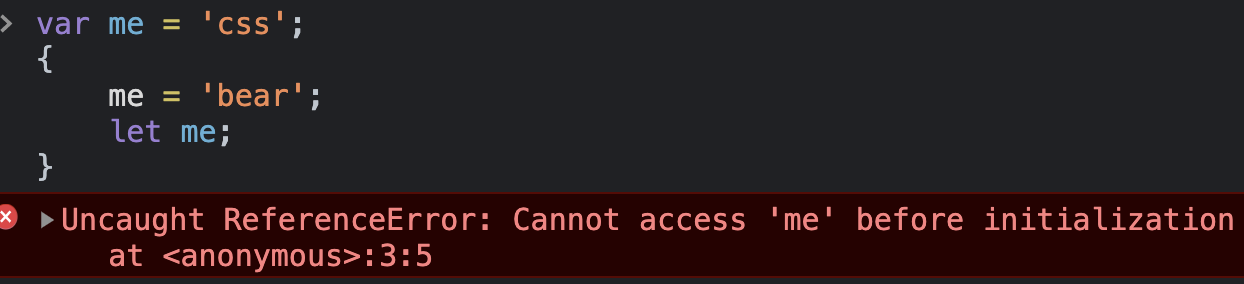 var me = 'css';
{
    me = 'bear';
    let me;
}
Uncaught ReferenceError: Cannot access 'me' before initialization
    at <anonymous>:3:5